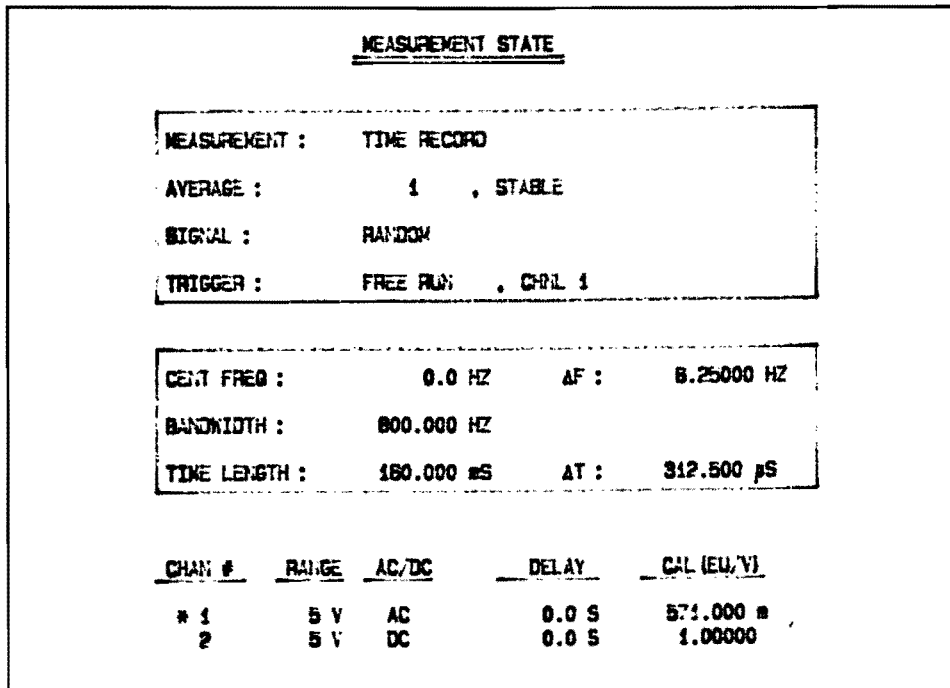 MEASUREMENT STATE
MEASUREMENT : TIME RECORD
AVERAGE : 1 , STABLE
SIGNAL : RANDOM
TRIGGER : FREE RUN , CHNL 1
CENT FREQ : 0.0 HZ ΔF : 6.25000 HZ
BANDWIDTH : 800.000 HZ
TIME LENGTH : 160.000 mS ΔT : 312.500 µS
CHAN # RANGE AC/DC DELAY CAL (EU/V)
* 1 5 V AC 0.0 S 571.000 m
2 5 V DC 0.0 S 1.00000